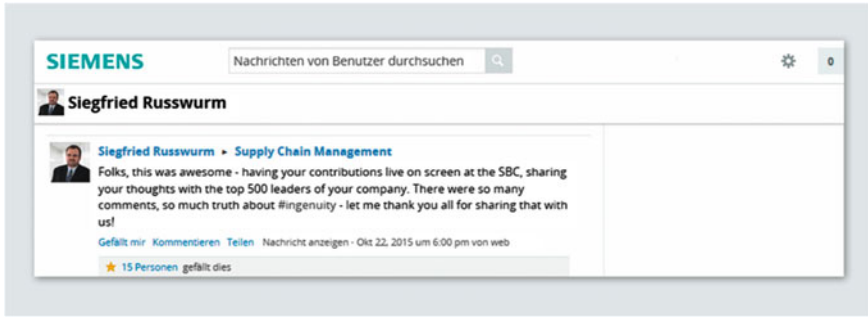 SIEMENS
Nachrichten von Benutzer durchsuchen
0
Siegfried Russwurm
Siegfried Russwurm ▸ Supply Chain Management
Folks, this was awesome - having your contributions live on screen at the SBC, sharing
your thoughts with the top 500 leaders of your company. There were so many
comments, so much truth about #ingenuity - let me thank you all for sharing that with
us!
Gefällt mir Kommentieren Teilen Nachricht anzeigen - Okt 22, 2015 um 6:00 pm von web
15 Personen gefällt dies